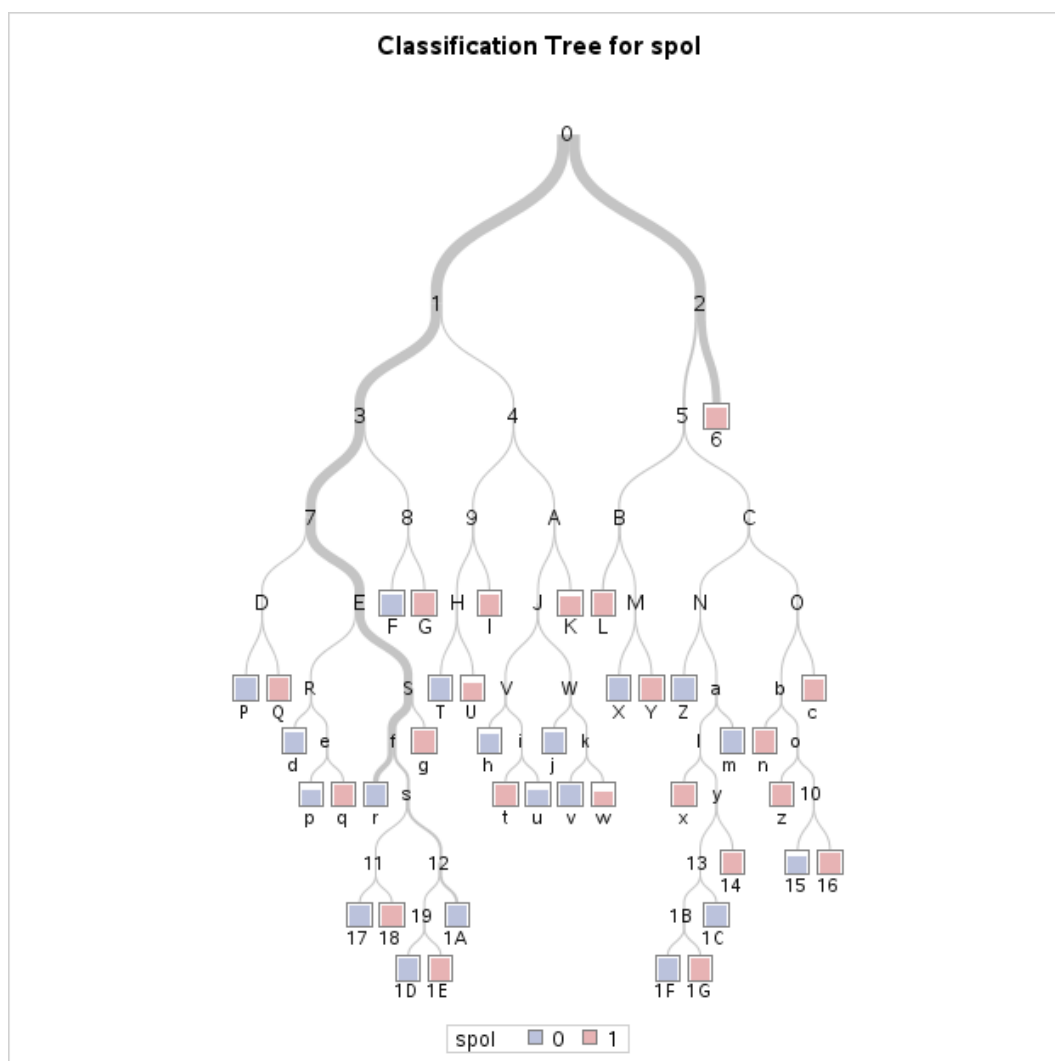 Classification Tree for spol
0
1 2
3 4 5 6
7 8 9 A B C
D E F G H I J K L M N O
P Q R S T U V W X Y Z a b c
d e f g h i j k l m n o
p q r s t u v w x y z 10
11 12 13 14 15 16
17 18 19 1A 1B 1C
1D 1E 1F 1G
spol 0 1